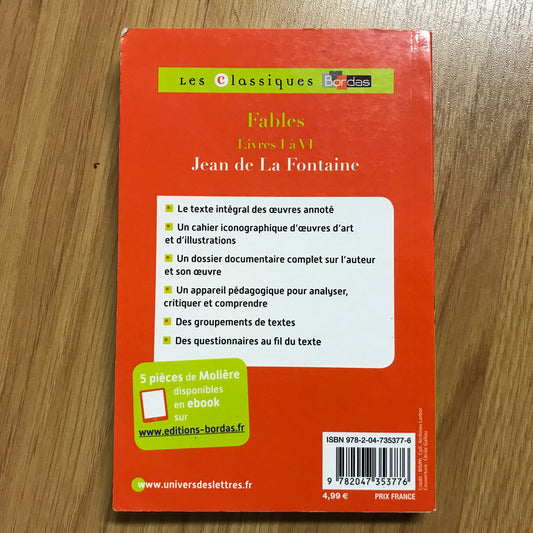 Les classiques Bordas
Fables
Livres I à VI
Jean de La Fontaine
Le texte intégral des œuvres annoté
Un cahier iconographique d'œuvres d'art
et d'illustrations
Un dossier documentaire complet sur l'auteur
et son œuvre
Un appareil pédagogique pour analyser,
critiquer et comprendre
Des groupements de textes
Des questionnaires au fil du texte
5 pièces de Molière
disponibles
en ebook
sur
www.editions-bordas.fr
www.universdeslettres.fr
ISBN 978-2-04-735377-6
9 782047 353776
4,99 € PRIX FRANCE